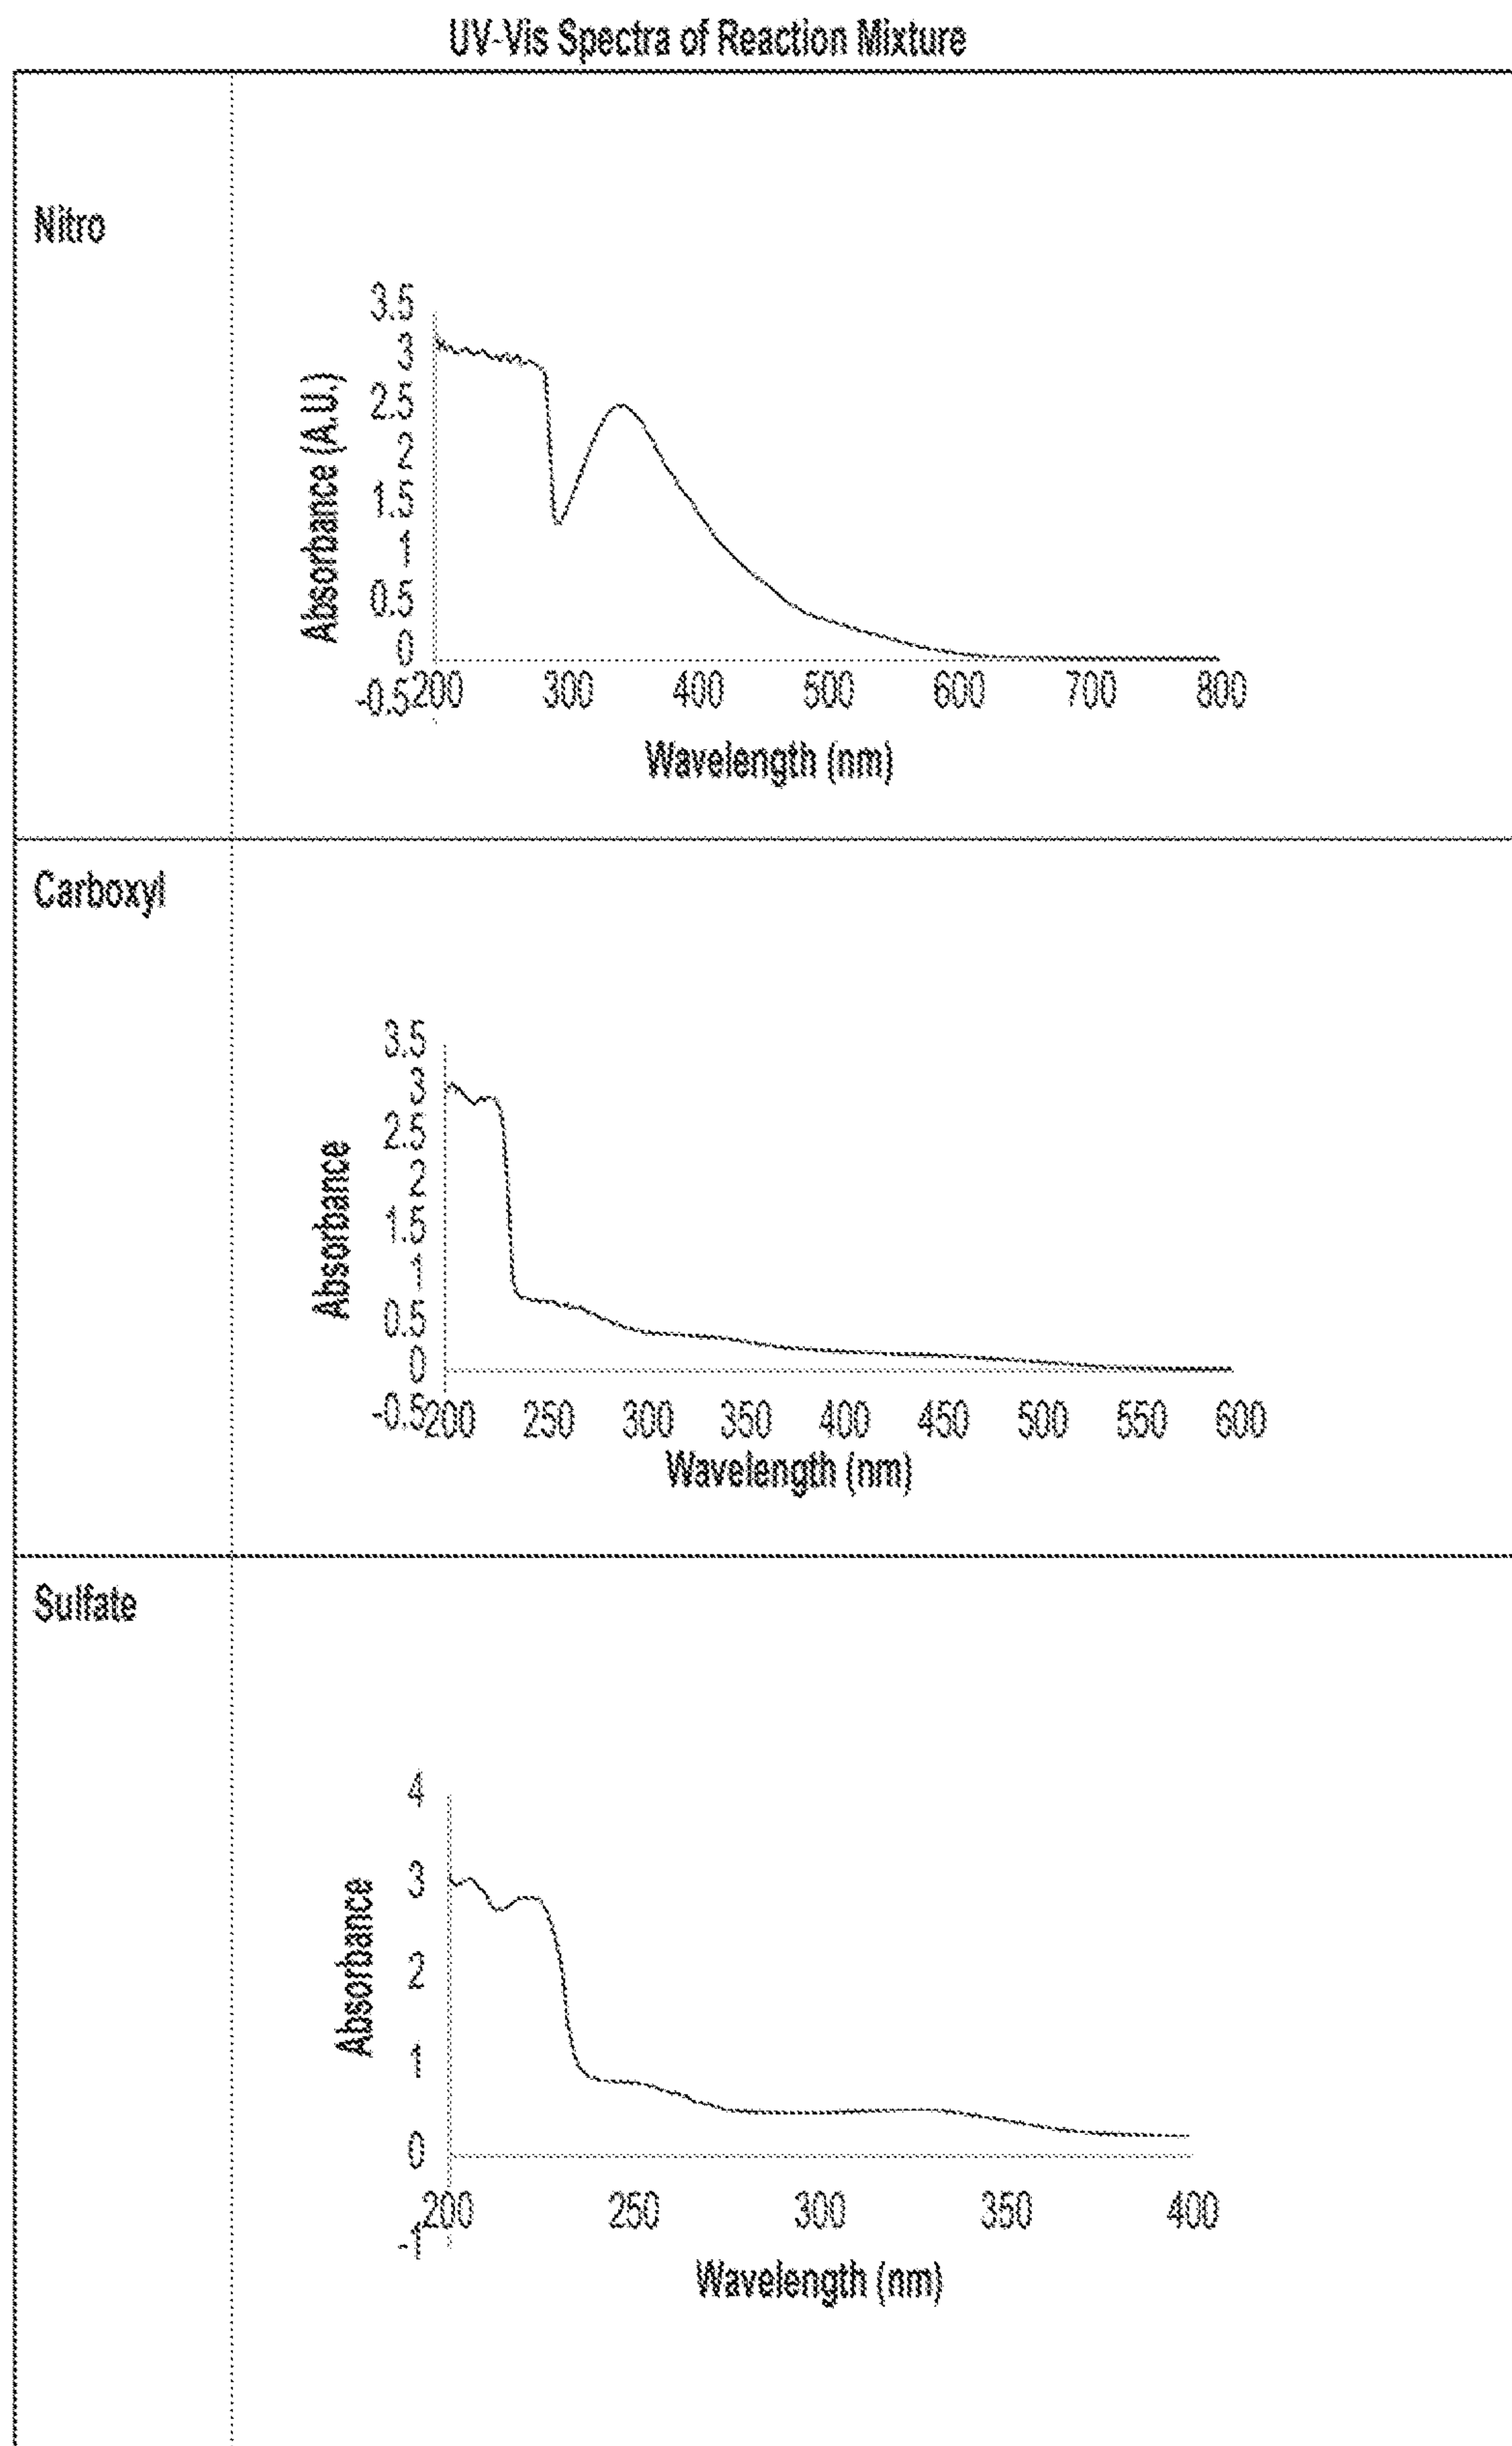 UV-Vis Spectra of Reaction Mixture
Nitro
Absorbance (A.U.)
3.5
3
2.5
2
1.5
1
0.5
0
-0.5
200 300 400 500 600 700 800
Wavelength (nm)
Carboxyl
Absorbance
3.5
3
2.5
2
1.5
1
0.5
0
-0.5
200 250 300 350 400 450 500 550 600
Wavelength (nm)
Sulfate
Absorbance
4
3
2
1
0
-1
200 250 300 350 400
Wavelength (nm)